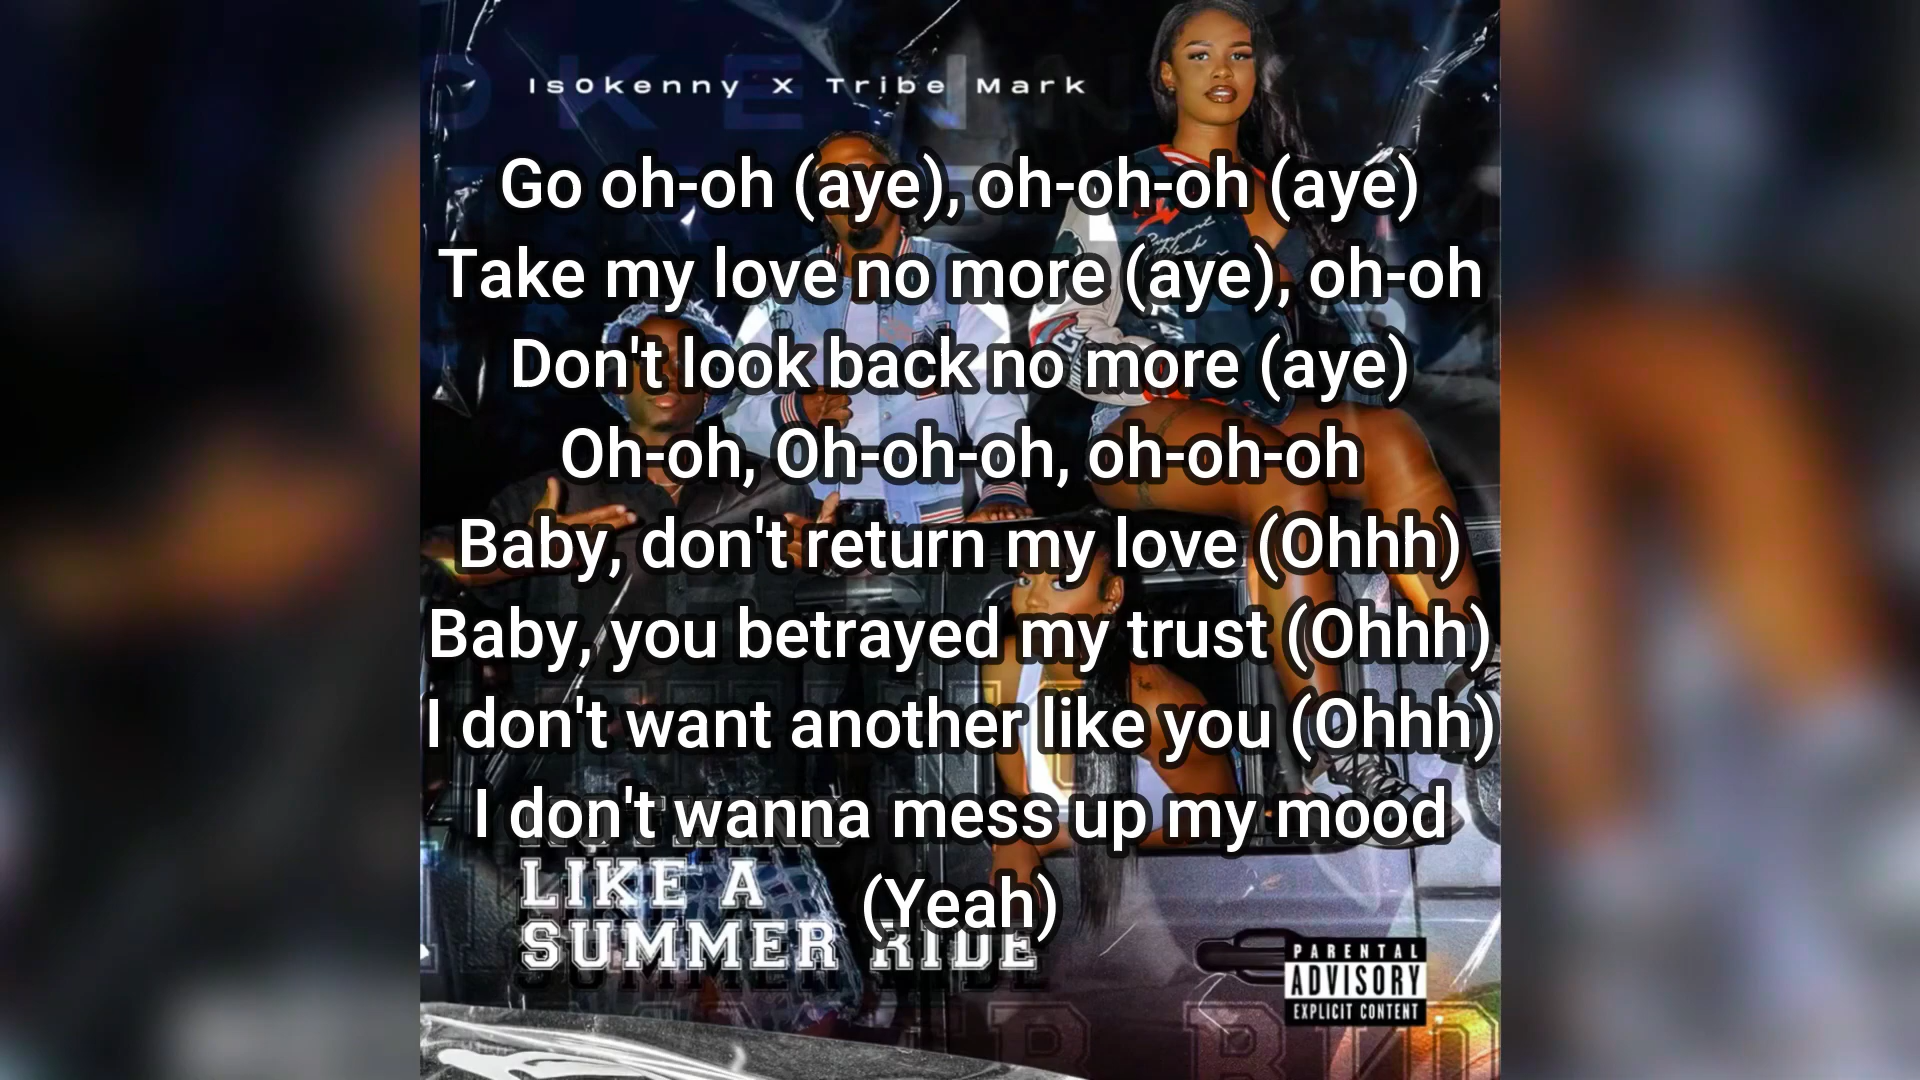 Is0kenny X Tribe Mark
Go oh-oh (aye), oh-oh-oh (aye)
Take my love no more (aye), oh-oh
Don't look back no more (aye)
Oh-oh, Oh-oh-oh, oh-oh-oh
Baby, don't return my love (Ohhh)
Baby, you betrayed my trust (Ohhh)
I don't want another like you (Ohhh)
I don't wanna mess up my mood
(Yeah)
LIKE A
SUMMER RIDE
PARENTAL
ADVISORY
EXPLICIT CONTENT